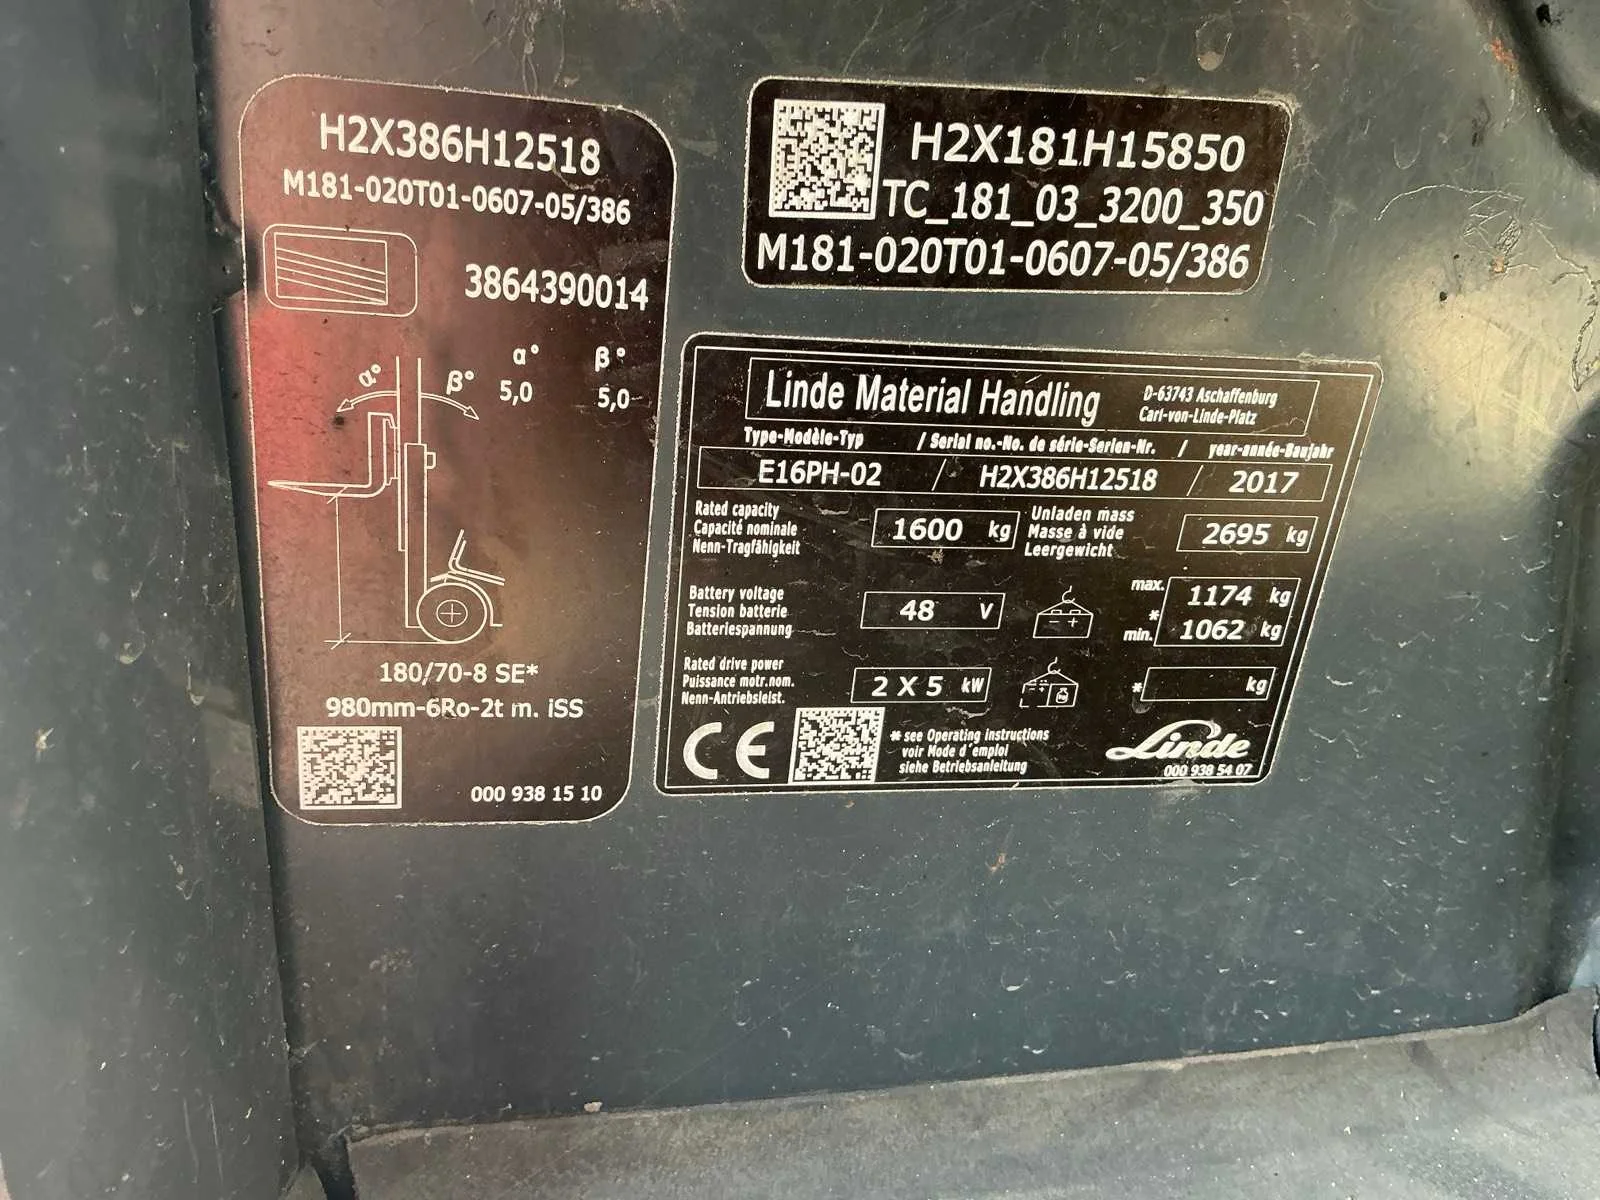 H2X386H12518
M181-020T01-0607-05/386
3864390014
α° β°
α° β° 5,0 5,0
180/70-8 SE*
980mm-6Ro-2t m. iSS
000 938 15 10
H2X181H15850
TC_181_03_3200_350
M181-020T01-0607-05/386
Linde Material Handling
D-63743 Aschaffenburg
Carl-von-Linde-Platz
Type-Modèle-Typ / Serial no.-No. de série-Serien-Nr. / year-année-Baujahr
E16PH-02 / H2X386H12518 / 2017
Rated capacity
Capacité nominale
Nenn-Tragfähigkeit
1600 kg
Unladen mass
Masse à vide
Leergewicht
2695 kg
Battery voltage
Tension batterie
Batteriespannung
48 V
- +
max. 1174 kg
*
min. 1062 kg
Rated drive power
Puissance motr.nom.
Nenn-Antriebsleist.
2 X 5 kW
- +
* kg
CE
* see Operating instructions
voir Mode d'emploi
siehe Betriebsanleitung
Linde
000 938 54 07